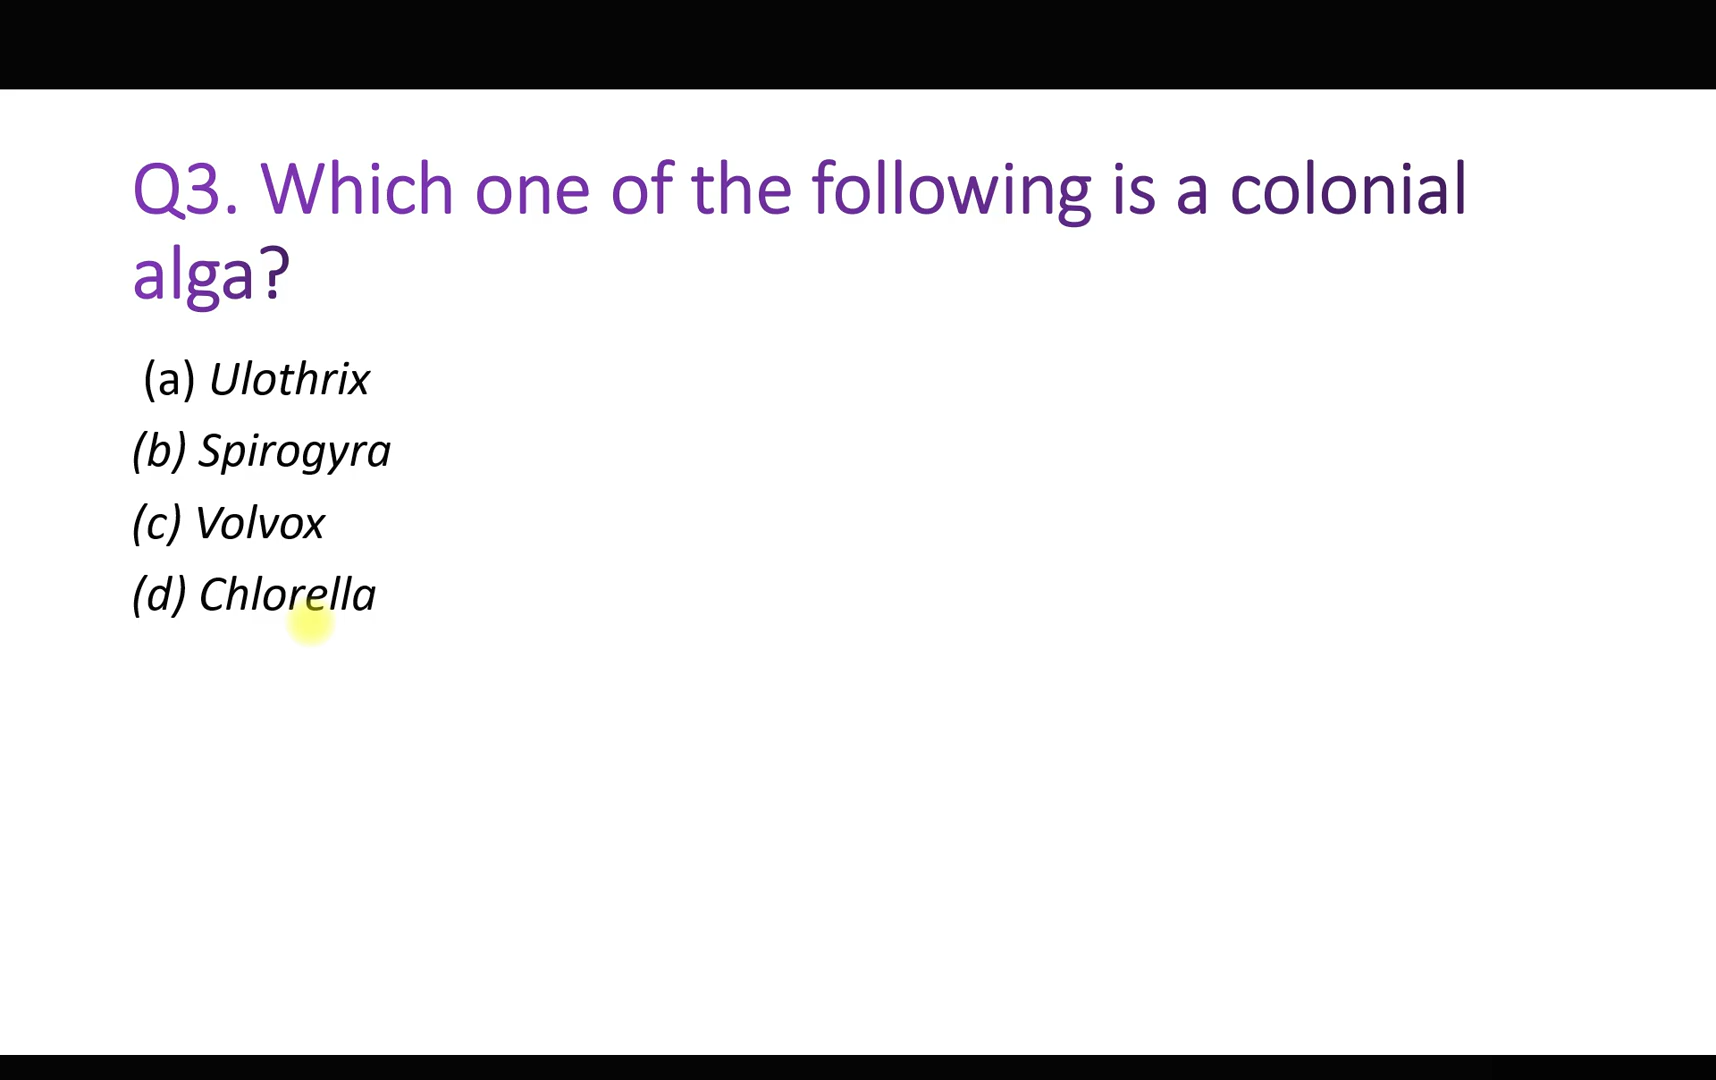 Q3. Which one of the following is a colonial
alga?
(a) Ulothrix
(b) Spirogyra
(c) Volvox
(d) Chlorella